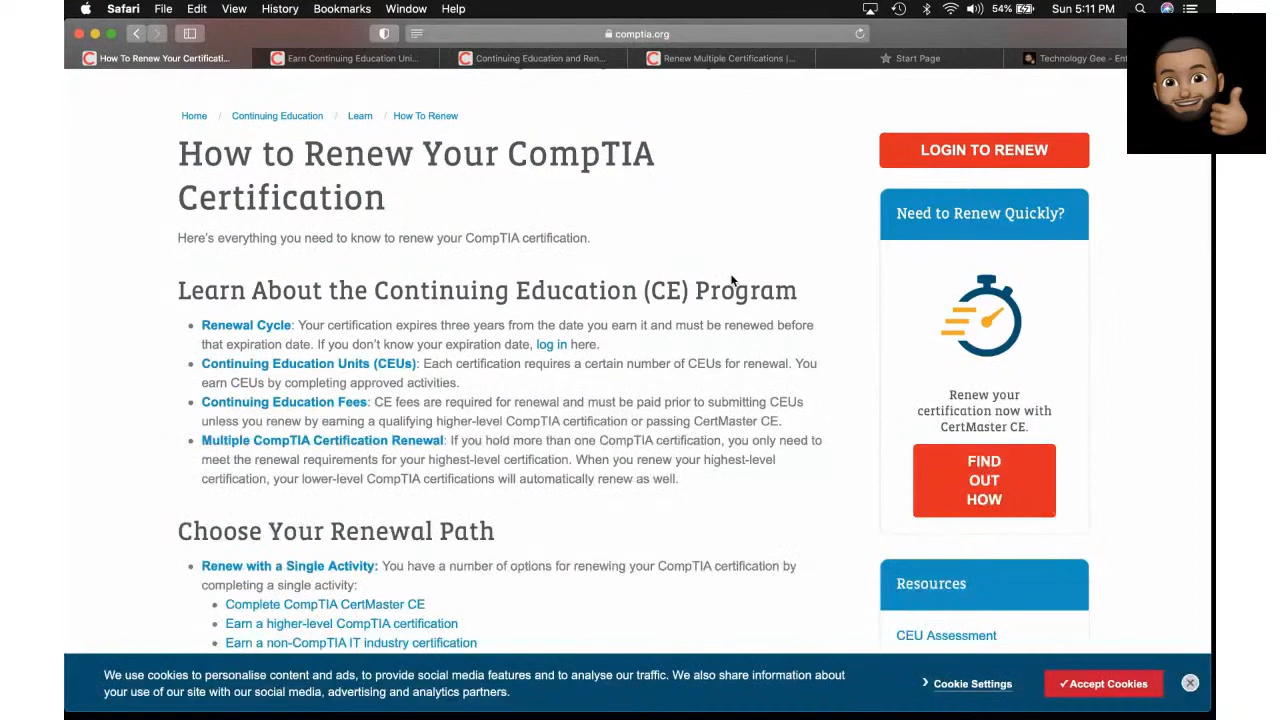 Safari File Edit View History Bookmarks Window Help
54%
Sun 5:11 PM
comptia.org
How To Renew Your Certificati...
Earn Continuing Education Uni...
Continuing Education and Ren...
Renew Multiple Certifications |...
Start Page
Technology Gee - Ent
Home / Continuing Education / Learn / How To Renew
How to Renew Your CompTIA
Certification
Here's everything you need to know to renew your CompTIA certification.
Learn About the Continuing Education (CE) Program
• Renewal Cycle: Your certification expires three years from the date you earn it and must be renewed before
that expiration date. If you don't know your expiration date, log in here.
• Continuing Education Units (CEUs): Each certification requires a certain number of CEUs for renewal. You
earn CEUs by completing approved activities.
• Continuing Education Fees: CE fees are required for renewal and must be paid prior to submitting CEUs
unless you renew by earning a qualifying higher-level CompTIA certification or passing CertMaster CE.
• Multiple CompTIA Certification Renewal: If you hold more than one CompTIA certification, you only need to
meet the renewal requirements for your highest-level certification. When you renew your highest-level
certification, your lower-level CompTIA certifications will automatically renew as well.
Choose Your Renewal Path
• Renew with a Single Activity: You have a number of options for renewing your CompTIA certification by
completing a single activity:
• Complete CompTIA CertMaster CE
• Earn a higher-level CompTIA certification
• Earn a non-CompTIA IT industry certification
LOGIN TO RENEW
Need to Renew Quickly?
Renew your
certification now with
CertMaster CE.
FIND
OUT
HOW
Resources
CEU Assessment
We use cookies to personalise content and ads, to provide social media features and to analyse our traffic. We also share information about
your use of our site with our social media, advertising and analytics partners.
Cookie Settings
✓Accept Cookies